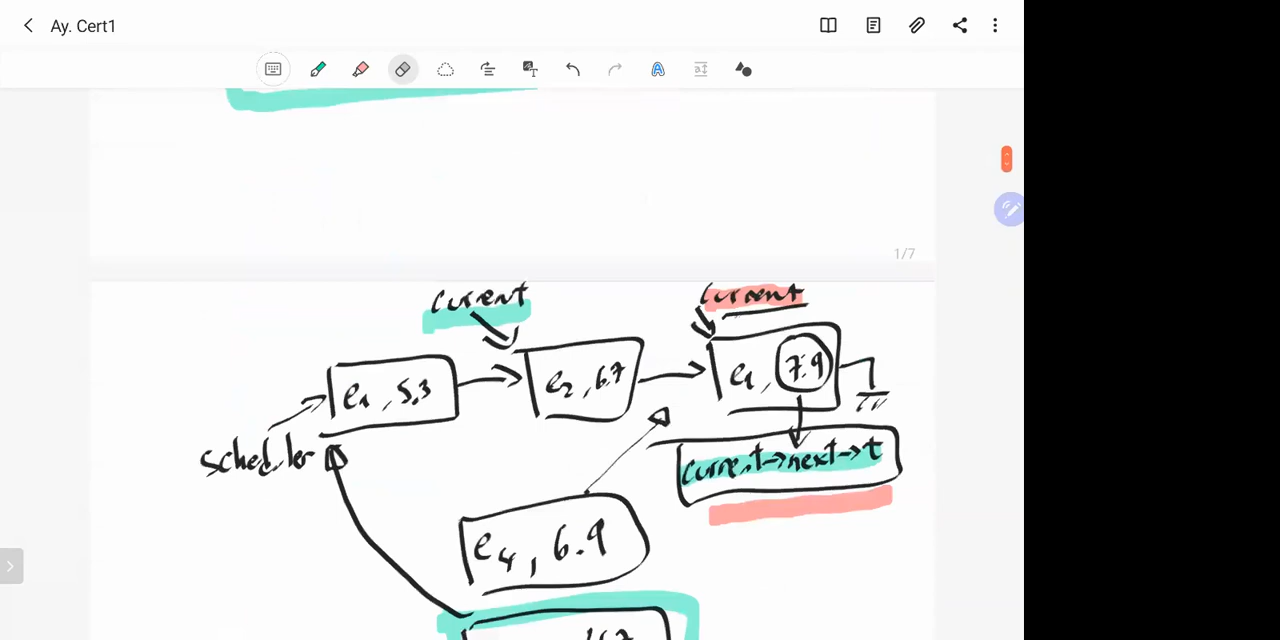 Ay. Cert1
1/7
current
current
e1, 5.3
e2, 6.7
e1, 7.9
scheduler
current→next→t
e4, 6.9